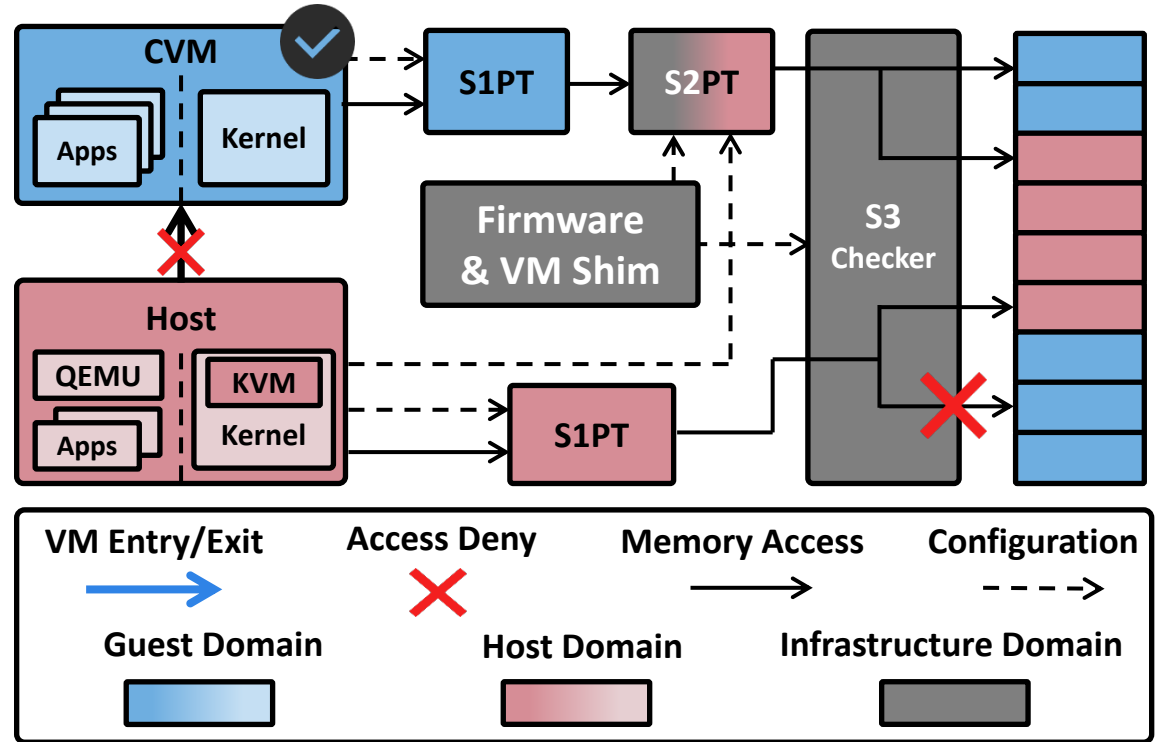 CVM
Apps
Kernel
S1PT
S2PT
Firmware
& VM Shim
S3
Checker
Host
QEMU
KVM
Kernel
Apps
S1PT
VM Entry/Exit
Access Deny
Memory Access
Configuration
Guest Domain
Host Domain
Infrastructure Domain